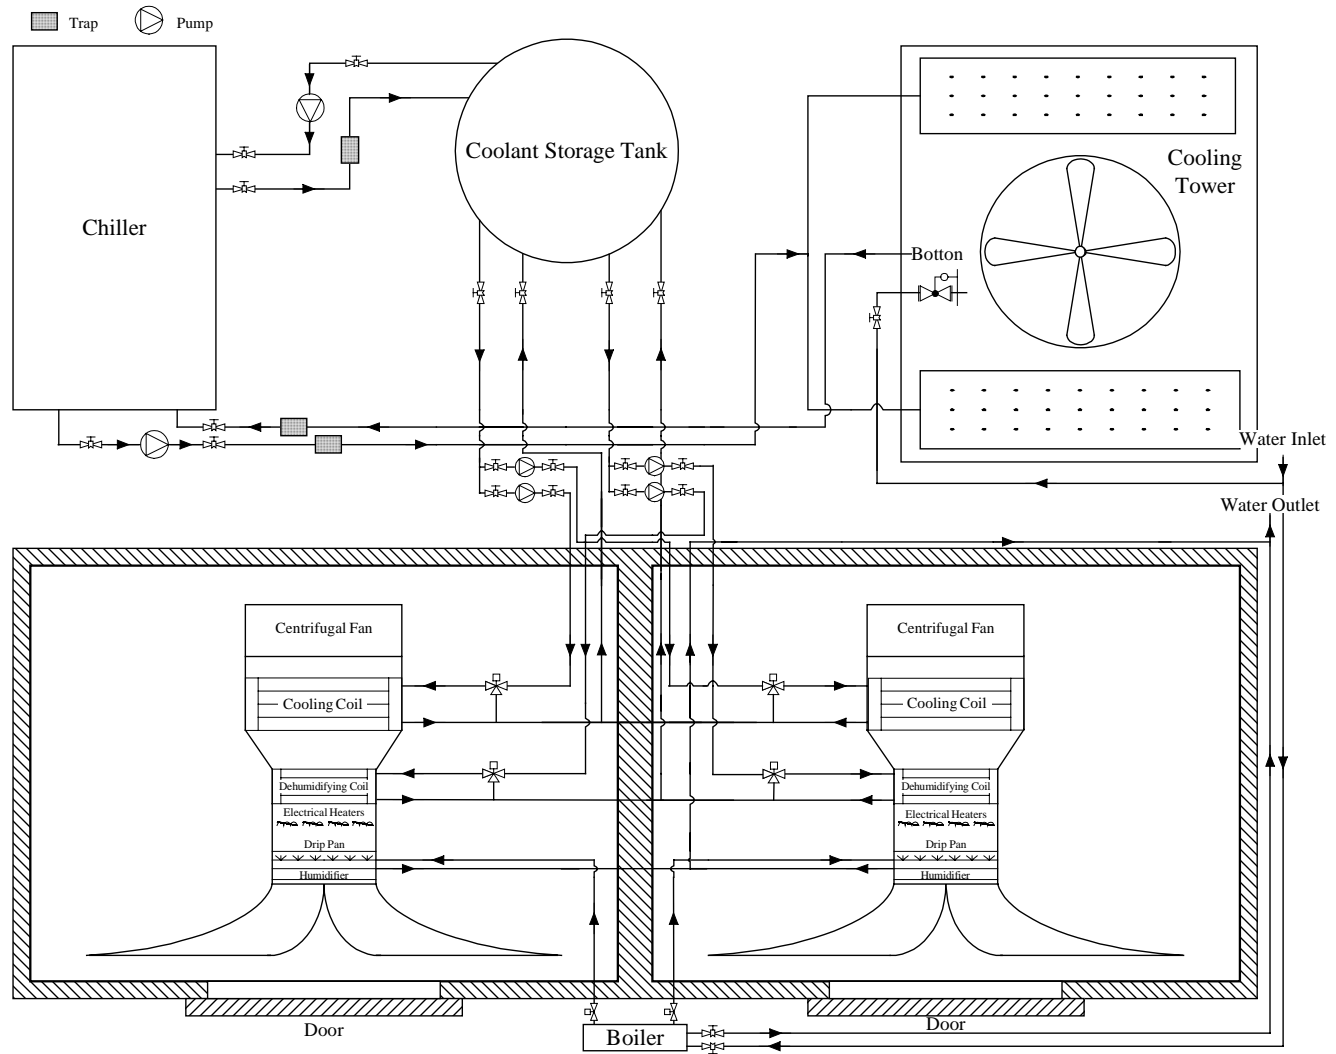 Trap
Pump
Coolant Storage Tank
Cooling
Tower
Chiller
Botton
Water Inlet
Water Outlet
Centrifugal Fan
Centrifugal Fan
Cooling Coil
Cooling Coil
Dehumidifying Coil
Dehumidifying Coil
Electrical Heaters
Electrical Heaters
Drip Pan
Drip Pan
Humidifier
Humidifier
Door
Boiler
Door